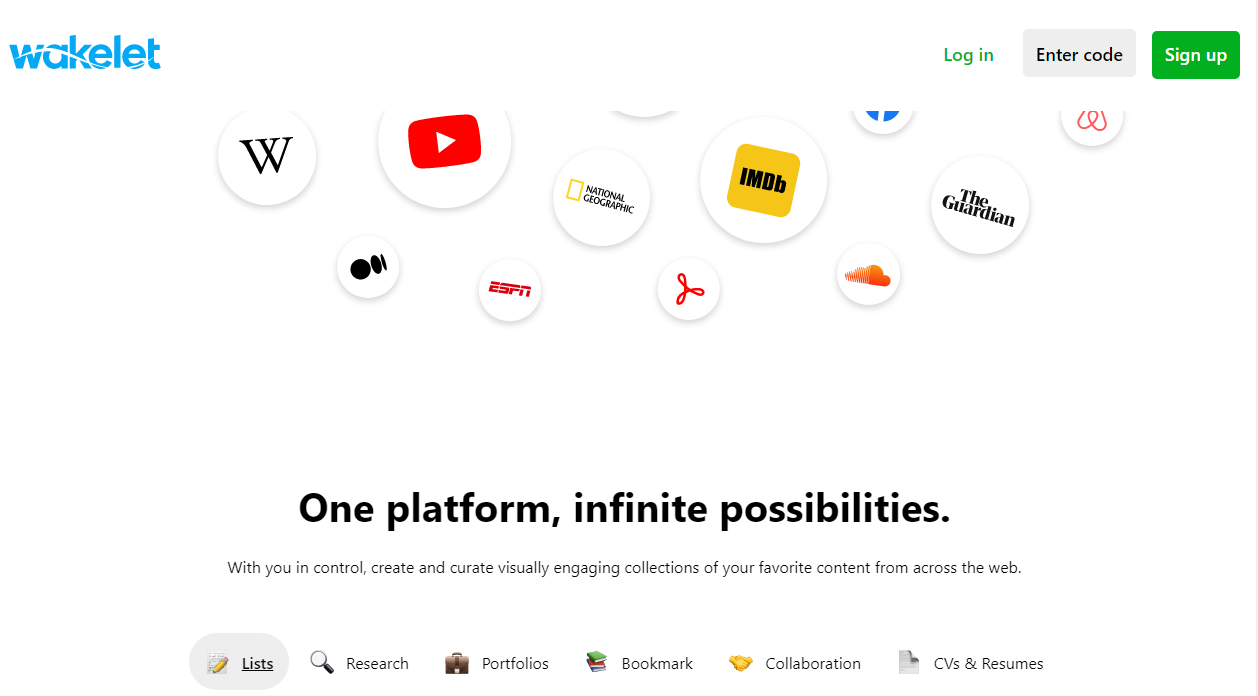 wakelet
Log in
Enter code
Sign up
W
NATIONAL
GEOGRAPHIC
IMDb
The
Guardian
ESPN
One platform, infinite possibilities.
With you in control, create and curate visually engaging collections of your favorite content from across the web.
Lists
Research
Portfolios
Bookmark
Collaboration
CVs & Resumes